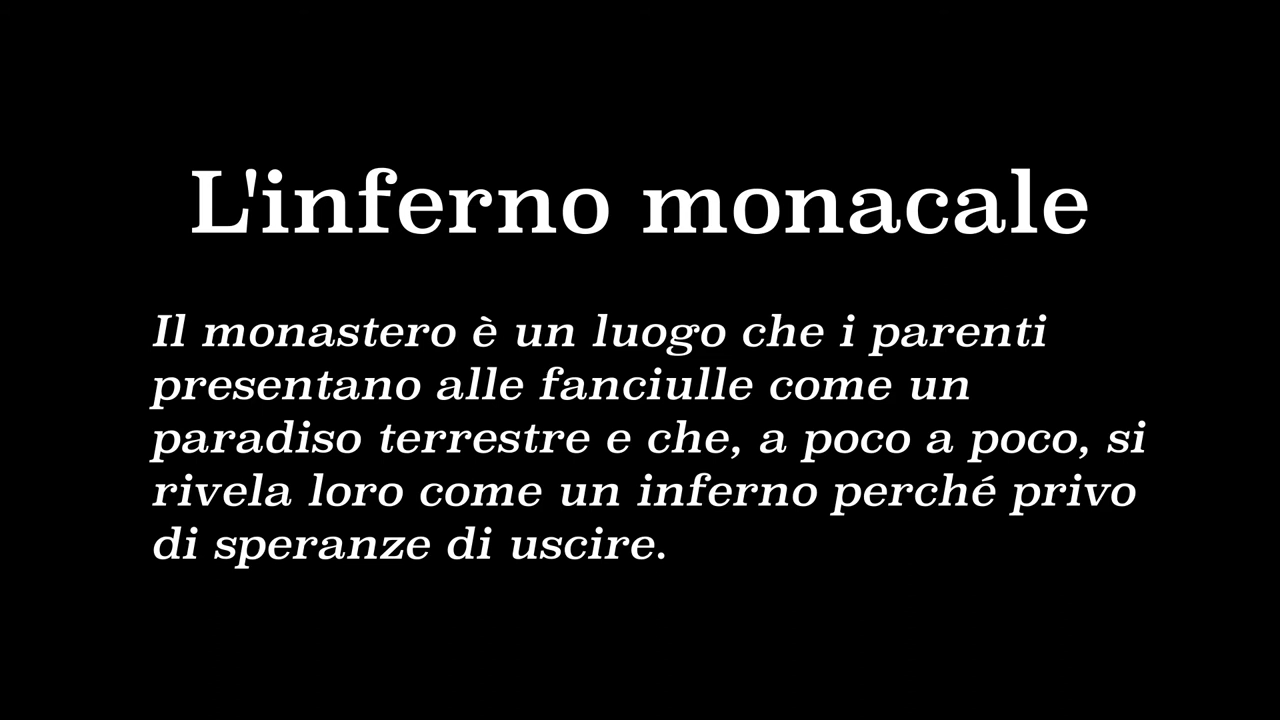 L'inferno monacale
Il monastero è un luogo che i parenti
presentano alle fanciulle come un
paradiso terrestre e che, a poco a poco, si
rivela loro come un inferno perché privo
di speranze di uscire.